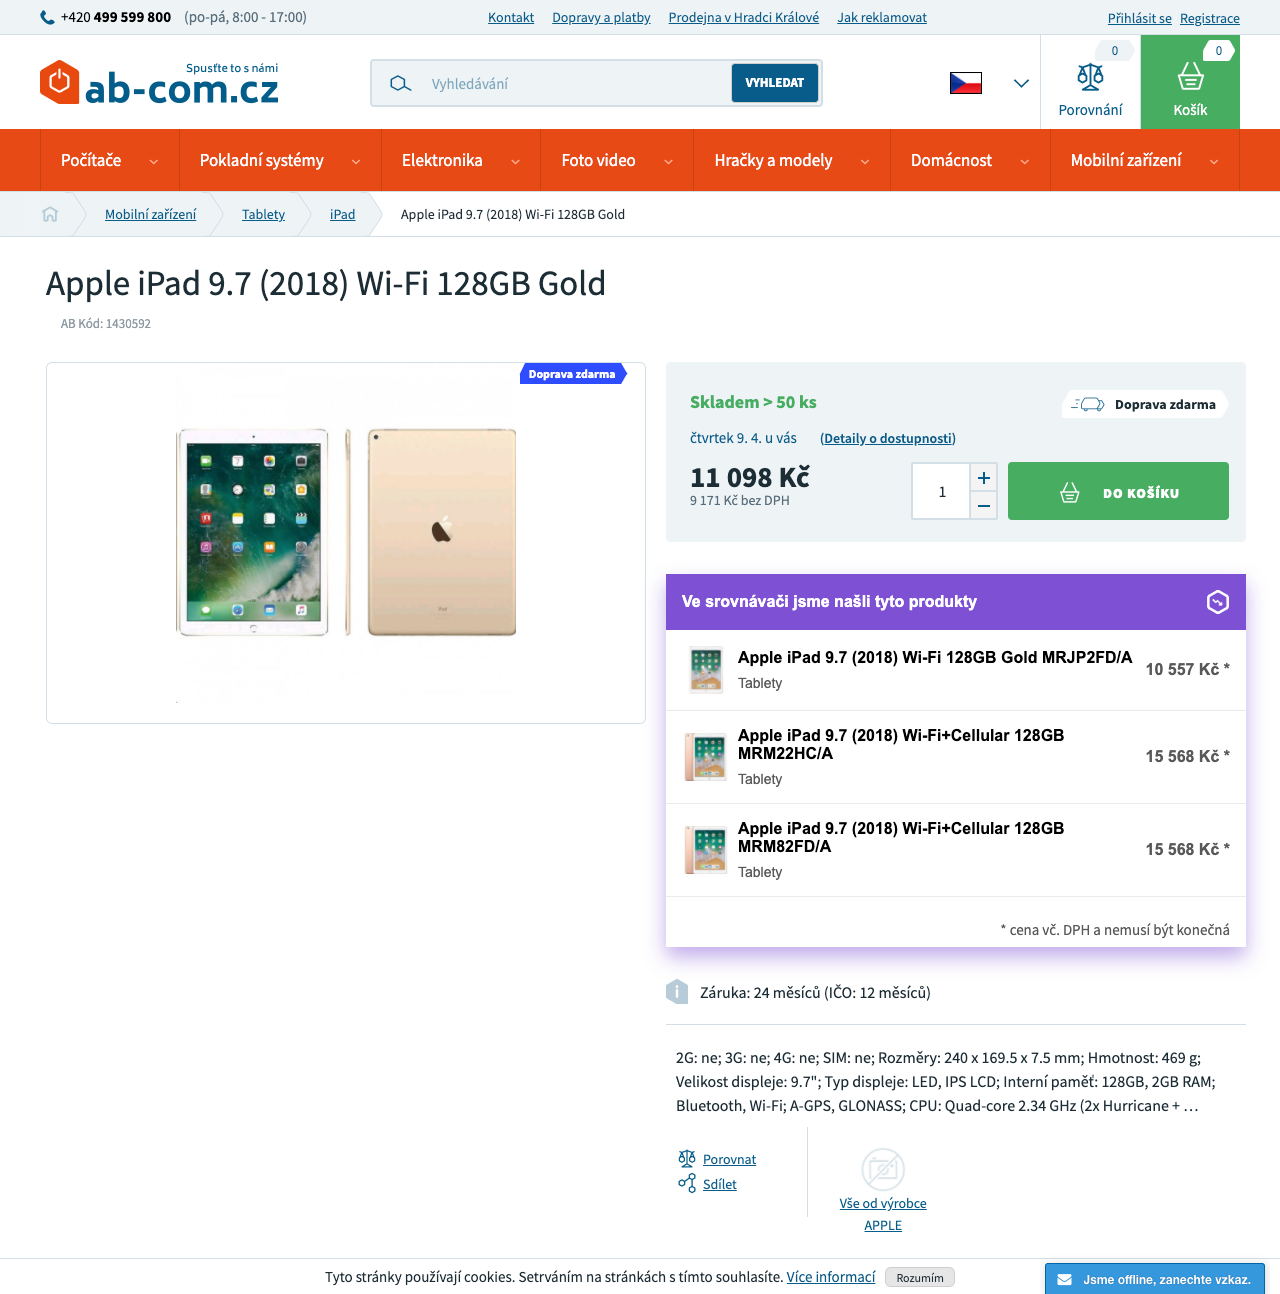 +420 499 599 800 (po-pá, 8:00 - 17:00) Kontakt Dopravy a platby Prodejna v Hradci Králové Jak reklamovat Přihlásit se Registrace
Spusťte to s námi
ab-com.cz
Vyhledávání VYHLEDAT
0
Porovnání
0
Košík
Počítače Pokladní systémy Elektronika Foto video Hračky a modely Domácnost Mobilní zařízení
Mobilní zařízení Tablety iPad Apple iPad 9.7 (2018) Wi-Fi 128GB Gold
Apple iPad 9.7 (2018) Wi-Fi 128GB Gold
AB Kód: 1430592
Doprava zdarma
Skladem > 50 ks
Doprava zdarma
čtvrtek 9. 4. u vás (Detaily o dostupnosti)
11 098 Kč
9 171 Kč bez DPH
1
+
−
DO KOŠÍKU
Ve srovnávači jsme našli tyto produkty
Apple iPad 9.7 (2018) Wi-Fi 128GB Gold MRJP2FD/A
Tablety
10 557 Kč *
Apple iPad 9.7 (2018) Wi-Fi+Cellular 128GB
MRM22HC/A
Tablety
15 568 Kč *
Apple iPad 9.7 (2018) Wi-Fi+Cellular 128GB
MRM82FD/A
Tablety
15 568 Kč *
* cena vč. DPH a nemusí být konečná
Záruka: 24 měsíců (IČO: 12 měsíců)
2G: ne; 3G: ne; 4G: ne; SIM: ne; Rozměry: 240 x 169.5 x 7.5 mm; Hmotnost: 469 g;
Velikost displeje: 9.7"; Typ displeje: LED, IPS LCD; Interní paměť: 128GB, 2GB RAM;
Bluetooth, Wi-Fi; A-GPS, GLONASS; CPU: Quad-core 2.34 GHz (2x Hurricane + …
Porovnat
Sdílet
Vše od výrobce
APPLE
Tyto stránky používají cookies. Setrváním na stránkách s tímto souhlasíte. Více informací Rozumím
Jsme offline, zanechte vzkaz.